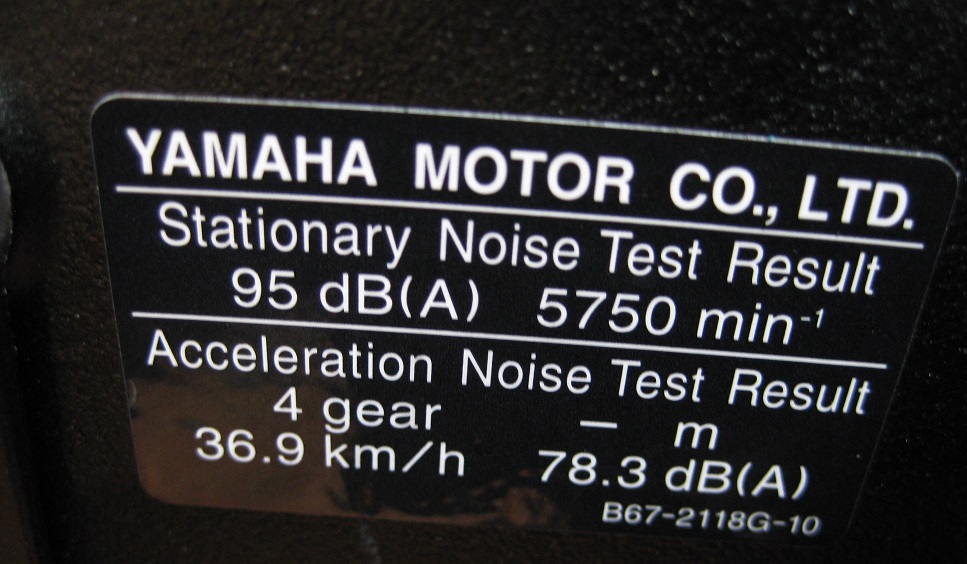 YAMAHA MOTOR CO., LTD.
Stationary Noise Test Result
95 dB(A) 5750 min⁻¹
Acceleration Noise Test Result
4 gear — m
36.9 km/h 78.3 dB(A)
B67-2118G-10